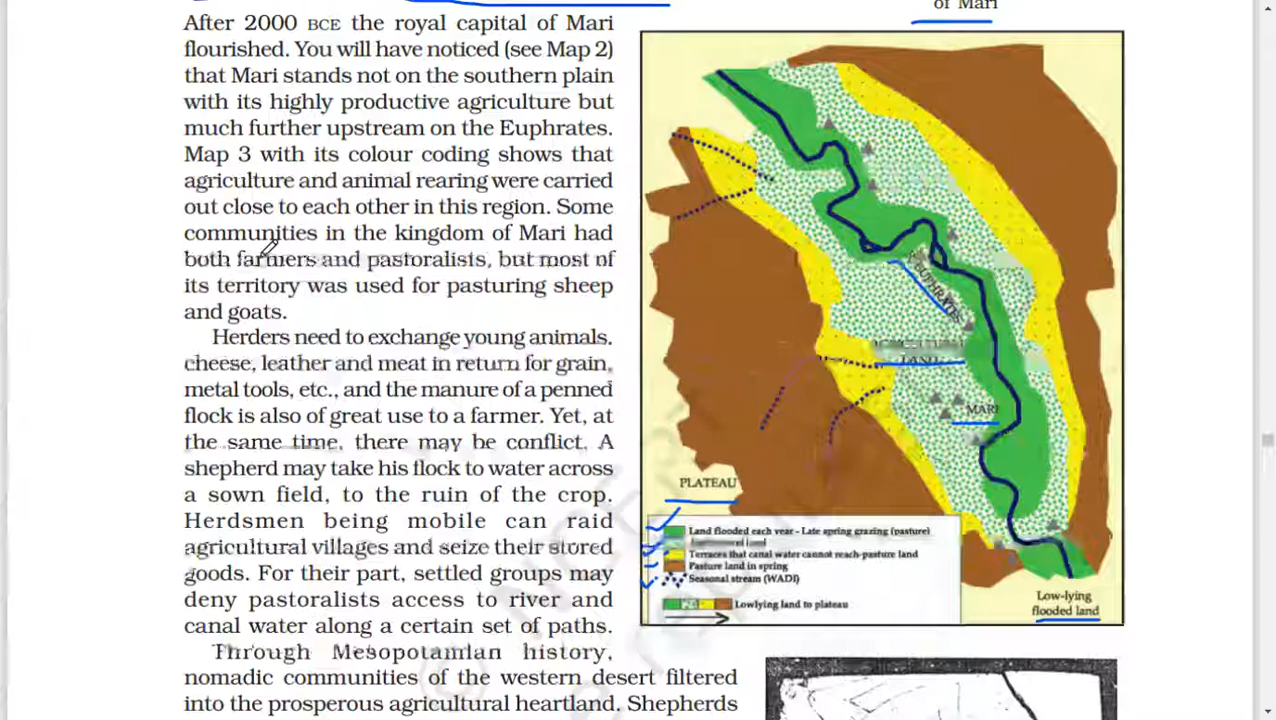 of Mari
After 2000 BCE the royal capital of Mari
flourished. You will have noticed (see Map 2)
that Mari stands not on the southern plain
with its highly productive agriculture but
much further upstream on the Euphrates.
Map 3 with its colour coding shows that
agriculture and animal rearing were carried
out close to each other in this region. Some
communities in the kingdom of Mari had
both farmers and pastoralists, but most of
its territory was used for pasturing sheep
and goats.
Herders need to exchange young animals,
cheese, leather and meat in return for grain,
metal tools, etc., and the manure of a penned
flock is also of great use to a farmer. Yet, at
the same time, there may be conflict. A
shepherd may take his flock to water across
a sown field, to the ruin of the crop.
Herdsmen being mobile can raid
agricultural villages and seize their stored
goods. For their part, settled groups may
deny pastoralists access to river and
canal water along a certain set of paths.
Through Mesopotamian history,
nomadic communities of the western desert filtered
into the prosperous agricultural heartland. Shepherds
EUPHRATES
AGRICULTURAL
LAND
MARI
PLATEAU
Land flooded each year - Late spring grazing (pasture)
Terraces that canal water cannot reach-pasture land
Pasture land in spring
Seasonal stream (WADI)
Lowlying land to plateau
Low-lying
flooded land